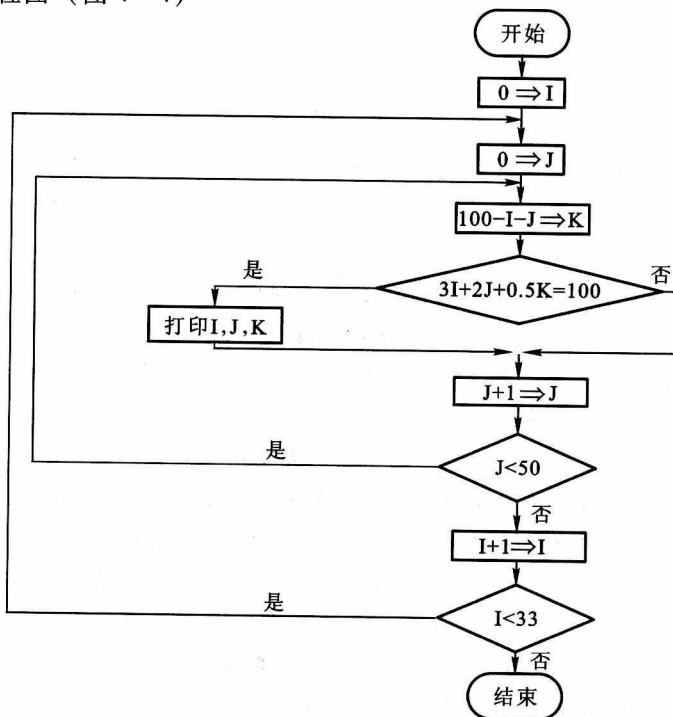 开始
0⇒I
0⇒J
100-I-J⇒K
是
3I+2J+0.5K=100
否
打印I,J,K
J+1⇒J
是
J<50
否
I+1⇒I
是
I<33
否
结束